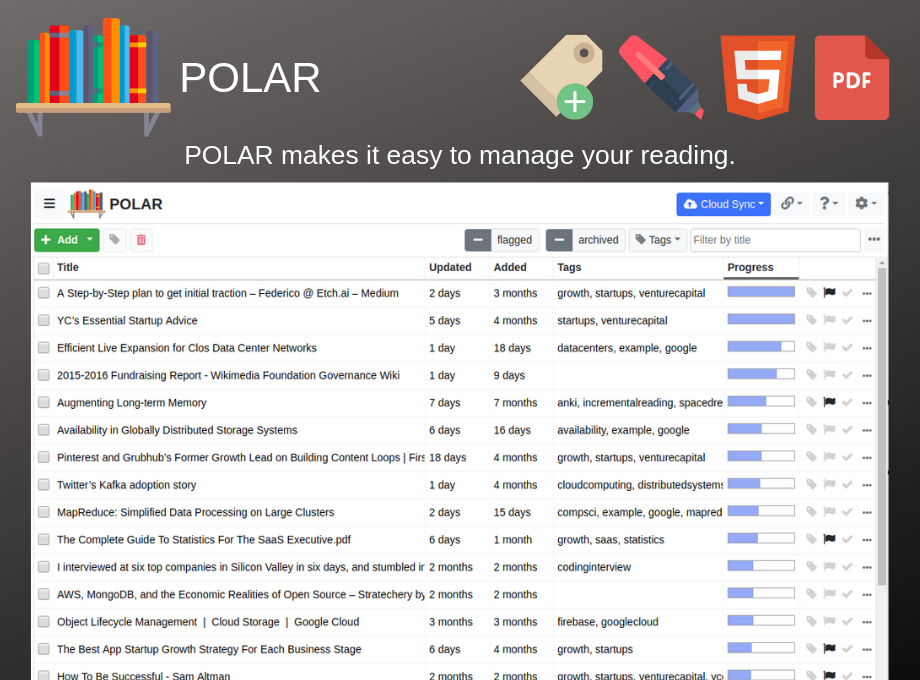 POLAR
5
PDF
POLAR makes it easy to manage your reading.
POLAR
Cloud Sync
?
+ Add
flagged
archived
Tags
Filter by title
Title Updated Added Tags Progress
A Step-by-Step plan to get initial traction – Federico @ Etch.ai – Medium 2 days 3 months growth, startups, venturecapital
YC's Essential Startup Advice 5 days 4 months startups, venturecapital
Efficient Live Expansion for Clos Data Center Networks 1 day 18 days datacenters, example, google
2015-2016 Fundraising Report - Wikimedia Foundation Governance Wiki 1 day 9 days
Augmenting Long-term Memory 7 days 7 months anki, incrementalreading, spacedre
Availability in Globally Distributed Storage Systems 6 days 16 days availability, example, google
Pinterest and Grubhub's Former Growth Lead on Building Content Loops | Firs 18 days 4 months growth, startups, venturecapital
Twitter's Kafka adoption story 1 day 4 months cloudcomputing, distributedsystems
MapReduce: Simplified Data Processing on Large Clusters 2 days 15 days compsci, example, google, mapred
The Complete Guide To Statistics For The SaaS Executive.pdf 6 days 1 month growth, saas, statistics
I interviewed at six top companies in Silicon Valley in six days, and stumbled in 2 months 2 months codinginterview
AWS, MongoDB, and the Economic Realities of Open Source – Stratechery by 2 months 2 months
Object Lifecycle Management | Cloud Storage | Google Cloud 3 months 3 months firebase, googlecloud
The Best App Startup Growth Strategy For Each Business Stage 6 days 4 months growth, startups
How To Be Successful - Sam Altman 2 months 2 months growth, startups, venturecapital, yc